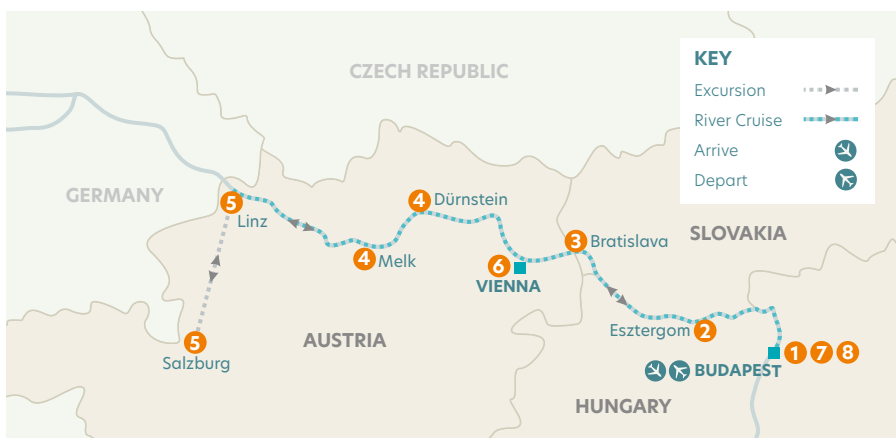 CZECH REPUBLIC
KEY
Excursion
River Cruise
Arrive
Depart
GERMANY
5
Linz
4
Dürnstein
4
Melk
3
Bratislava
SLOVAKIA
6
VIENNA
5
Salzburg
AUSTRIA
Esztergom
2
1 7 8
BUDAPEST
HUNGARY